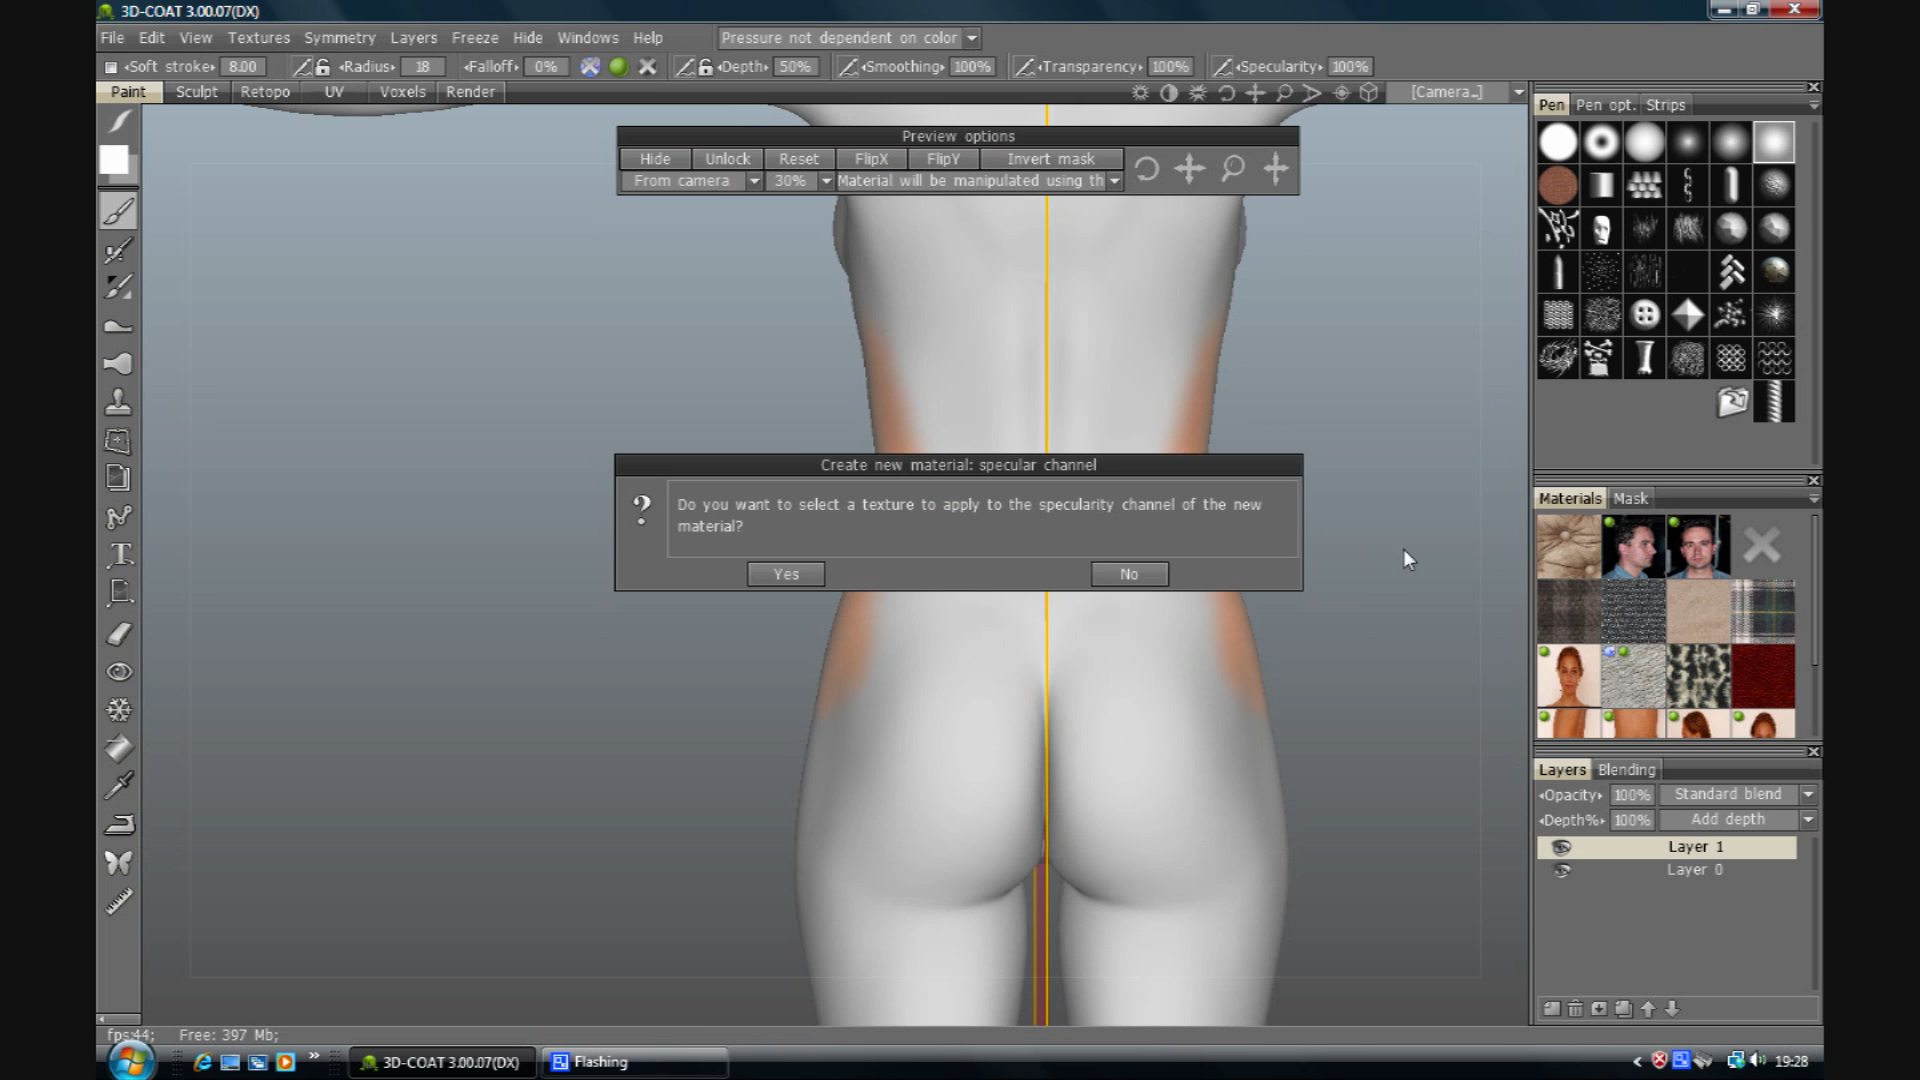 3D-COAT 3.00.07(DX)
File Edit View Textures Symmetry Layers Freeze Hide Windows Help Pressure not dependent on color
Soft stroke 8.00 Radius 18 Falloff 0% Depth 50% Smoothing 100% Transparency 100% Specularity 100%
Paint Sculpt Retopo UV Voxels Render [Camera..]
Pen Pen opt. Strips
Preview options
Hide Unlock Reset FlipX FlipY Invert mask
From camera 30% Material will be manipulated using th
Create new material: specular channel
? Do you want to select a texture to apply to the specularity channel of the new
material?
Yes No
Materials Mask
Layers Blending
Opacity 100% Standard blend
Depth% 100% Add depth
Layer 1
Layer 0
fps:44; Free: 397 Mb;
3D-COAT 3.00.07(DX) Flashing 19:28